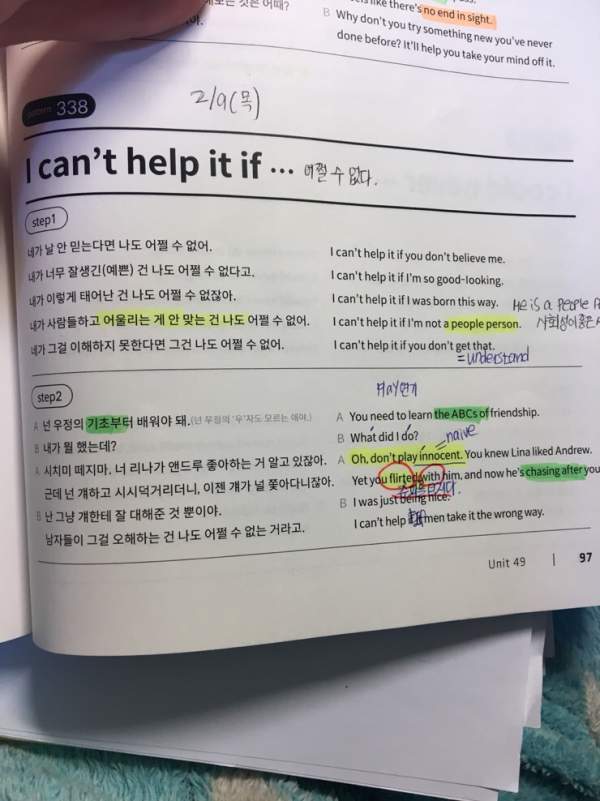 no end in sight.
B Why don't you try something new you've never
done before? It'll help you take your mind off it.
pattern 338
2/9(목)
I can't help it if … 어쩔 수 없다.
step1
네가 날 안 믿는다면 나도 어쩔 수 없어.
I can't help it if you don't believe me.
내가 너무 잘생긴(예쁜) 건 나도 어쩔 수 없다고.
I can't help it if I'm so good-looking.
내가 이렇게 태어난 건 나도 어쩔 수 없잖아.
I can't help it if I was born this way.
He is a people
내가 사람들하고 어울리는 게 안 맞는 건 나도 어쩔 수 없어.
I can't help it if I'm not a people person.
사회성이 좋은
네가 그걸 이해하지 못한다면 그건 나도 어쩔 수 없어.
I can't help it if you don't get that.
=understand
step2
A 넌 우정의 기초부터 배워야 돼.(넌 우정의 '우'자도 모르는 애야.)
A You need to learn the ABCs of friendship.
B 내가 뭘 했는데?
B What did I do?
=naive
A 시치미 떼지마. 너 리나가 앤드루 좋아하는 거 알고 있잖아.
A Oh, don't play innocent. You knew Lina liked Andrew.
근데 넌 걔하고 시시덕거리더니, 이젠 걔가 널 쫓아다니잖아.
Yet you flirted with him, and now he's chasing after you
B 난 그냥 걔한테 잘 대해준 것 뿐이야.
B I was just being nice.
남자들이 그걸 오해하는 건 나도 어쩔 수 없는 거라고.
I can't help men take it the wrong way.
Unit 49 | 97